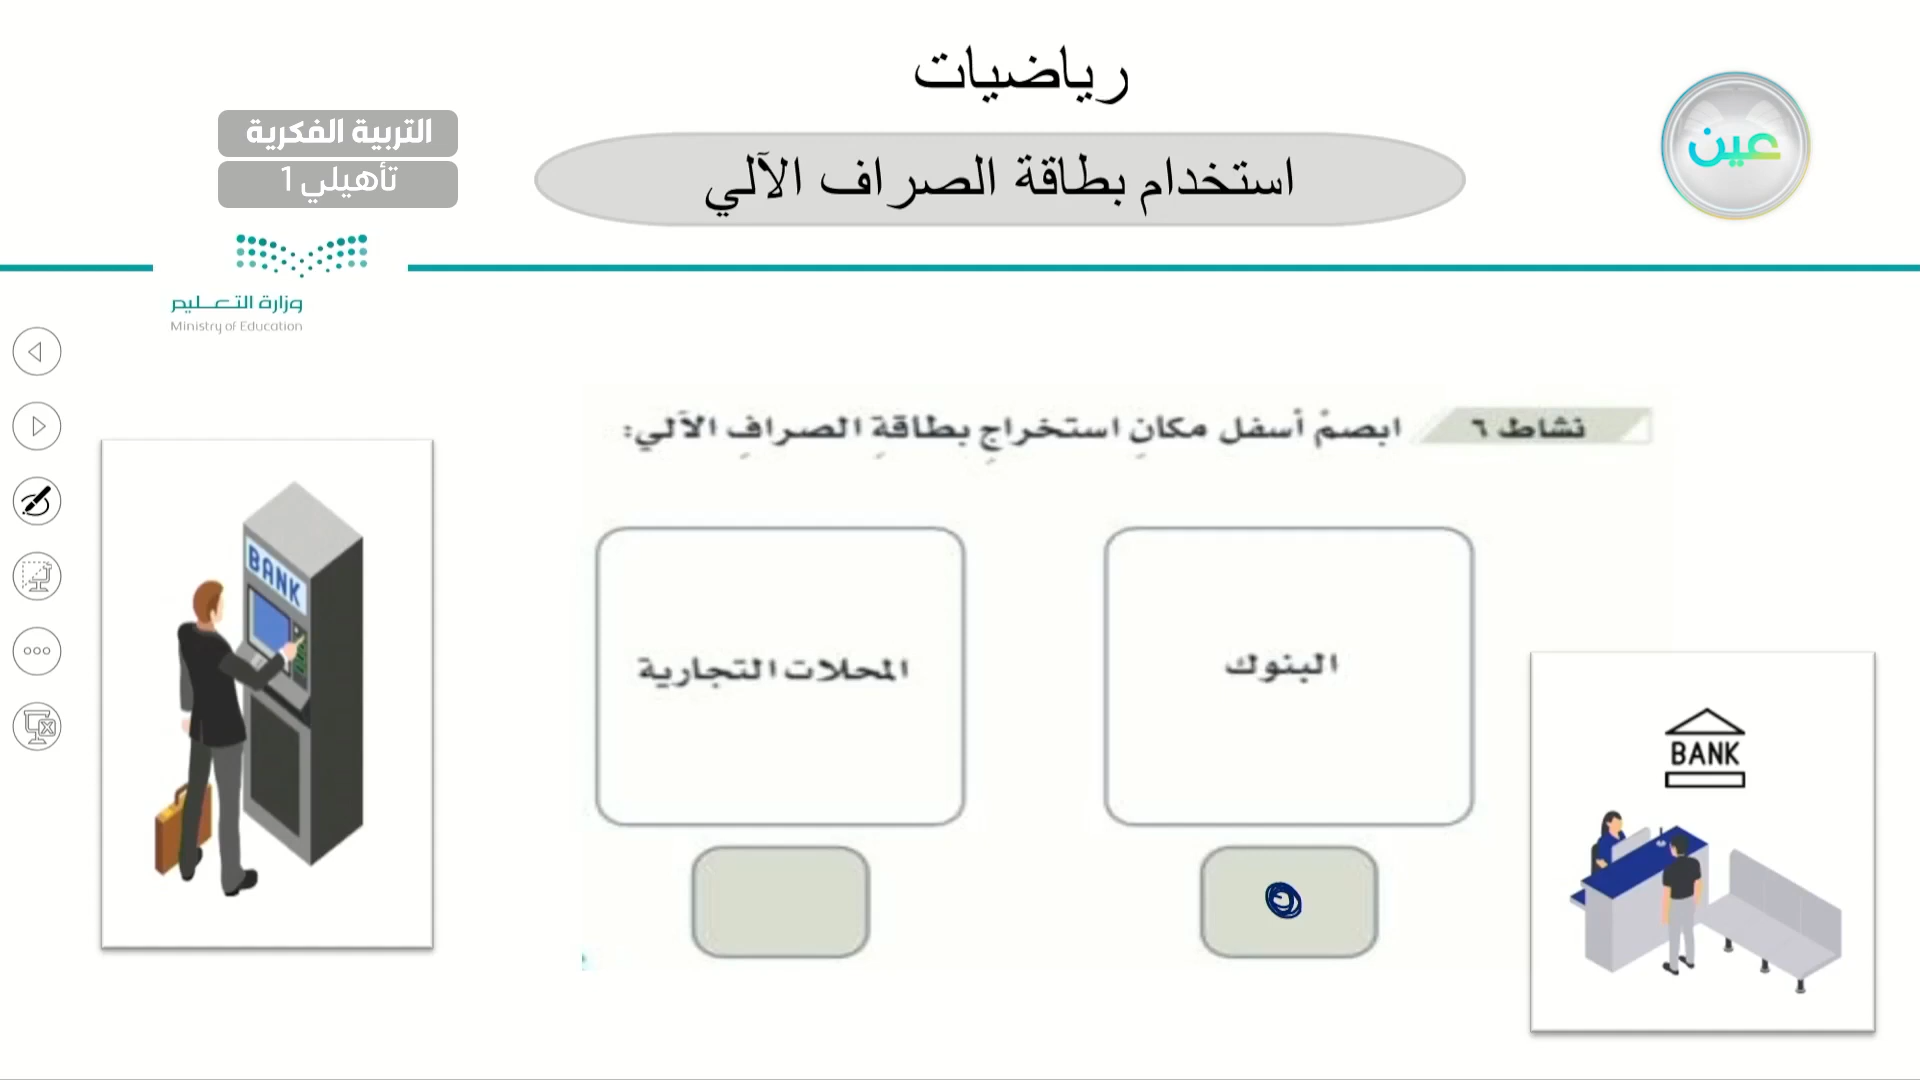 رياضيات
عين
التربية الفكرية
تأهيلي 1
استخدام بطاقة الصراف الآلي
وزارة التعليم
Ministry of Education
نشاط ٦
ابصمْ أسفل مكانِ استخراجِ بطاقةِ الصرافِ الآلي:
البنوك
المحلات التجارية
BANK
BANK